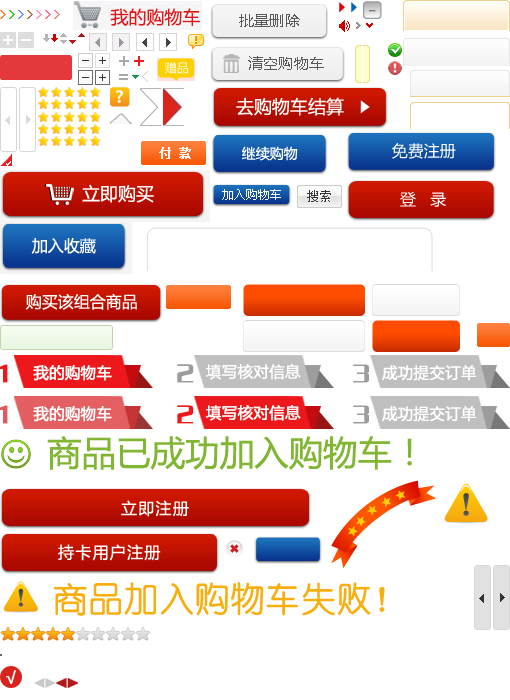 我的购物车
批量删除
清空购物车
赠品
去购物车结算
付 款
继续购物
免费注册
立即购买
加入购物车
搜索
登 录
加入收藏
购买该组合商品
1 我的购物车 2 填写核对信息 3 成功提交订单
1 我的购物车 2 填写核对信息 3 成功提交订单
商品已成功加入购物车！
立即注册
持卡用户注册
商品加入购物车失败！